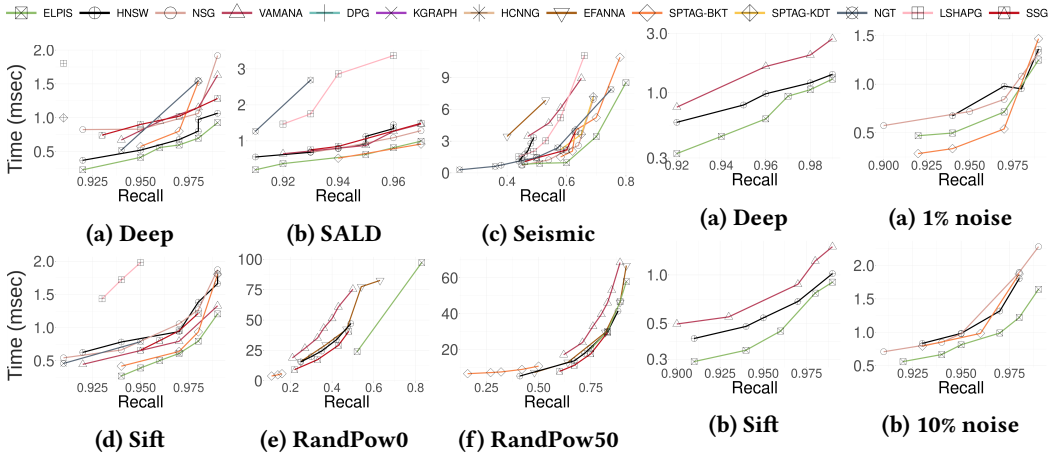 ELPIS HNSW NSG VAMANA DPG KGRAPH HCNNG EFANNA SPTAG-BKT SPTAG-KDT NGT LSHAPG SSG
Time (msec)
2.0
1.5
1.0
0.5
0.925 0.950 0.975
Recall
(a) Deep
3
2
1
0.92 0.94 0.96
Recall
(b) SALD
9
6
3
0
0.4 0.6 0.8
Recall
(c) Seismic
3.0
1.0
0.3
0.92 0.94 0.96 0.98
Recall
(a) Deep
1.5
1.0
0.5
0.900 0.925 0.950 0.975
Recall
(a) 1% noise
Time (msec)
2.0
1.5
1.0
0.5
0.925 0.950 0.975
Recall
(d) Sift
100
75
50
25
0
0.2 0.4 0.6 0.8
Recall
(e) RandPow0
60
40
20
0.25 0.50 0.75
Recall
(f) RandPow50
1.0
0.5
0.3
0.900 0.925 0.950 0.975
Recall
(b) Sift
2.0
1.5
1.0
0.5
0.925 0.950 0.975
Recall
(b) 10% noise